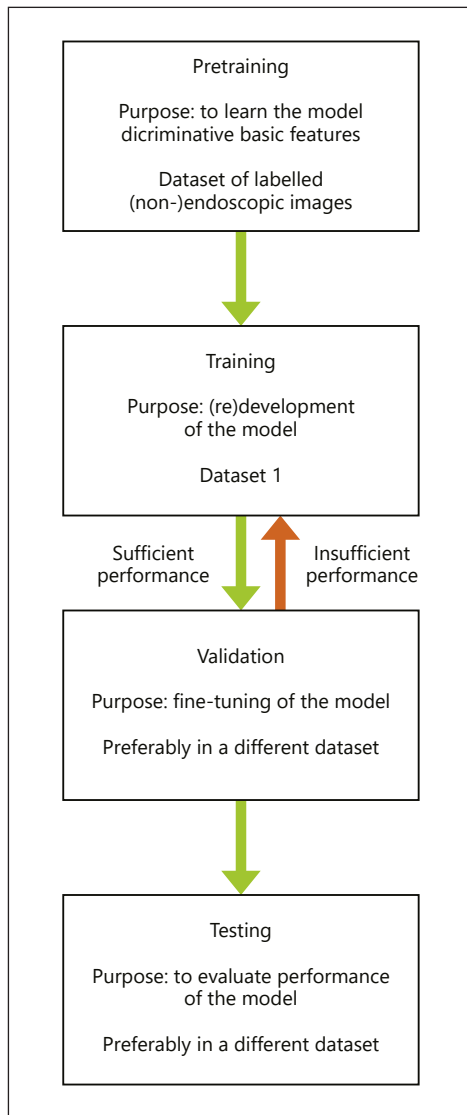 Pretraining
Purpose: to learn the model
dicriminative basic features
Dataset of labelled
(non-)endoscopic images
Training
Purpose: (re)development
of the model
Dataset 1
Sufficient
performance
Insufficient
performance
Validation
Purpose: fine-tuning of the model
Preferably in a different dataset
Testing
Purpose: to evaluate performance
of the model
Preferably in a different dataset